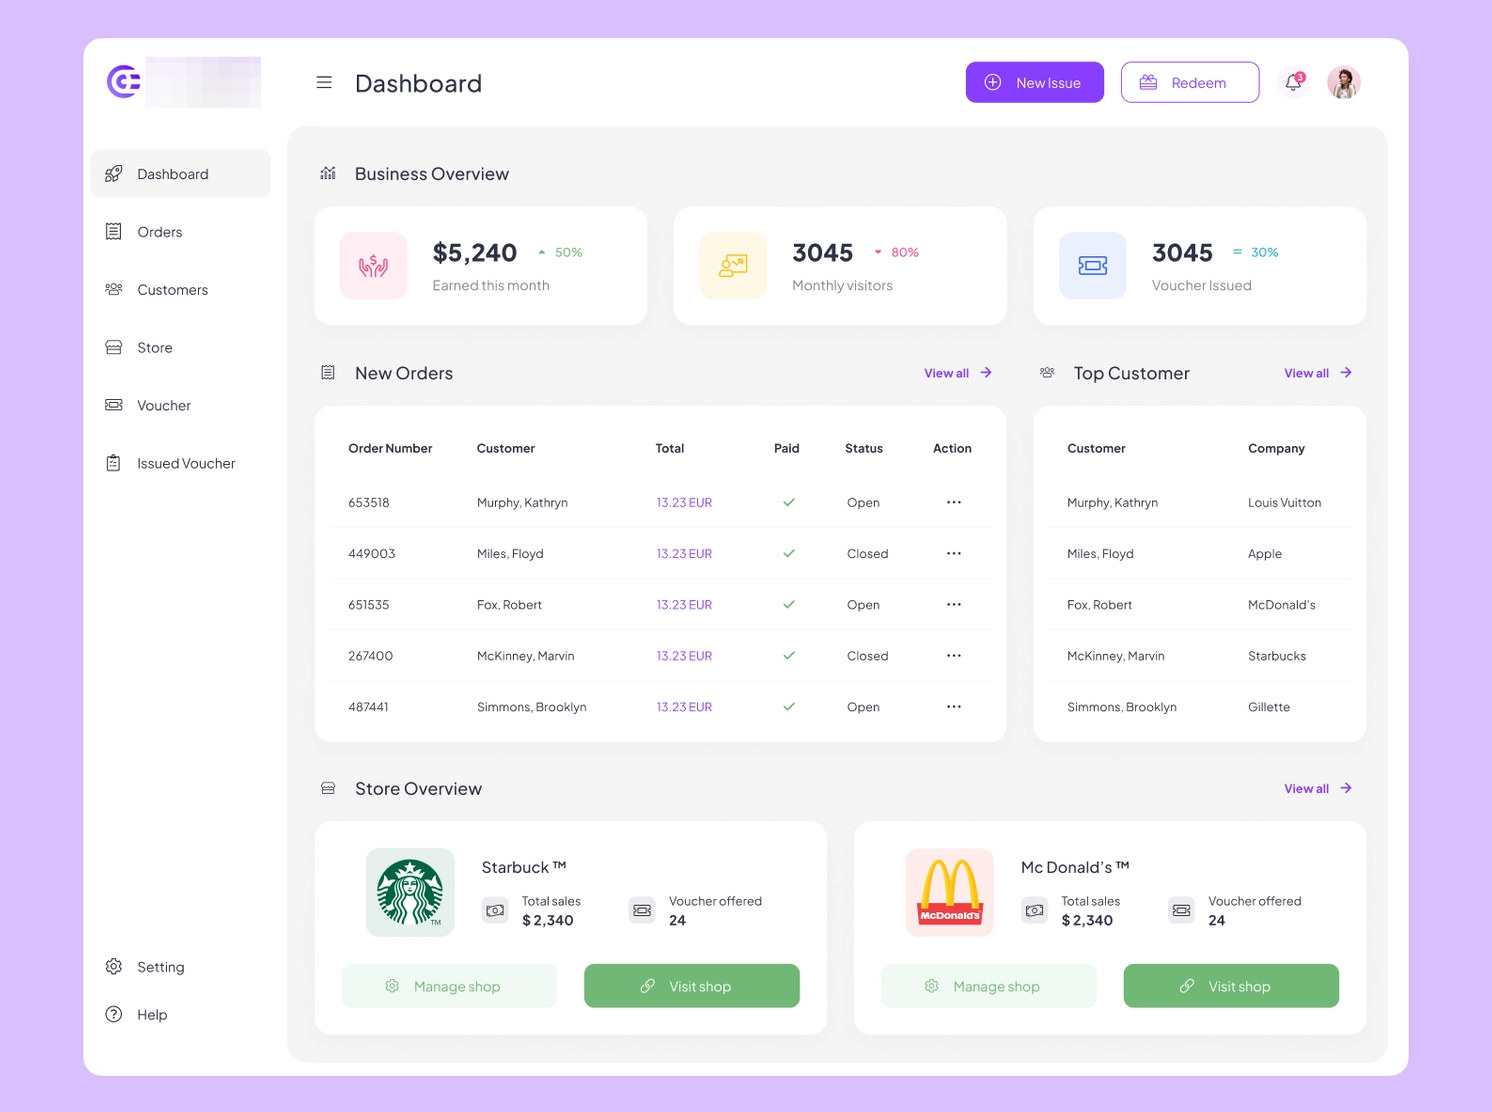 Dashboard
New Issue
Redeem
3
Dashboard
Orders
Customers
Store
Voucher
Issued Voucher
Setting
Help
Business Overview
$5,240 50%
Earned this month
3045 80%
Monthly visitors
3045 = 30%
Voucher Issued
New Orders View all
Order Number Customer Total Paid Status Action
653518 Murphy, Kathryn 13.23 EUR Open
449003 Miles, Floyd 13.23 EUR Closed
651535 Fox, Robert 13.23 EUR Open
267400 McKinney, Marvin 13.23 EUR Closed
487441 Simmons, Brooklyn 13.23 EUR Open
Top Customer View all
Customer Company
Murphy, Kathryn Louis Vuitton
Miles, Floyd Apple
Fox, Robert McDonald's
McKinney, Marvin Starbucks
Simmons, Brooklyn Gillette
Store Overview View all
TM
Starbuck ™
Total sales
$ 2,340
Voucher offered
24
Manage shop
Visit shop
McDonald's
Mc Donald's ™
Total sales
$ 2,340
Voucher offered
24
Manage shop
Visit shop